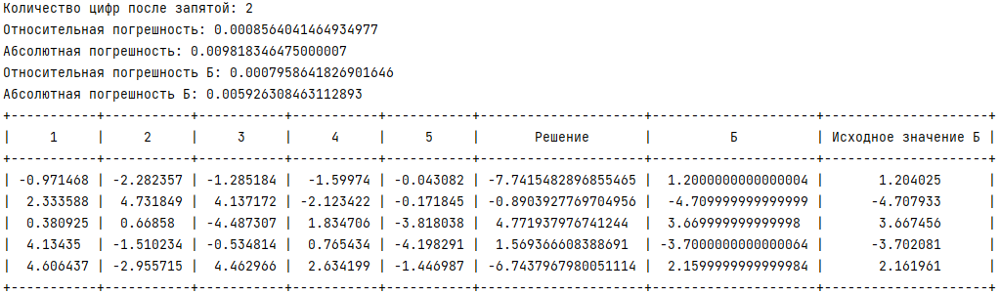 Количество цифр после запятой: 2
Относительная погрешность: 0.0008564041464934977
Абсолютная погрешность: 0.009818346475000007
Относительная погрешность Б: 0.0007958641826901646
Абсолютная погрешность Б: 0.005926308463112893
+-----------+-----------+-----------+-----------+-----------+---------------------+---------------------+---------------------+
|     1     |     2     |     3     |     4     |     5     |       Решение       |          Б          | Исходное значение Б |
+-----------+-----------+-----------+-----------+-----------+---------------------+---------------------+---------------------+
| -0.971468 | -2.282357 | -1.285184 |  -1.59974 | -0.043082 | -7.7415482896855465 |  1.2000000000000004 |       1.204025      |
|  2.333588 |  4.731849 |  4.137172 | -2.123422 | -0.171845 | -0.8903927769704956 |  -4.709999999999999 |      -4.707933      |
|  0.380925 |  0.66858  | -4.487307 |  1.834706 | -3.818038 |  4.771937976741244  |  3.669999999999998  |       3.667456      |
|  4.13435  | -1.510234 | -0.534814 |  0.765434 | -4.198291 |  1.569366608388691  | -3.7000000000000064 |      -3.702081      |
|  4.606437 | -2.955715 |  4.462966 |  2.634199 | -1.446987 | -6.7437967980051114 |  2.1599999999999984 |       2.161961      |
+-----------+-----------+-----------+-----------+-----------+---------------------+---------------------+---------------------+